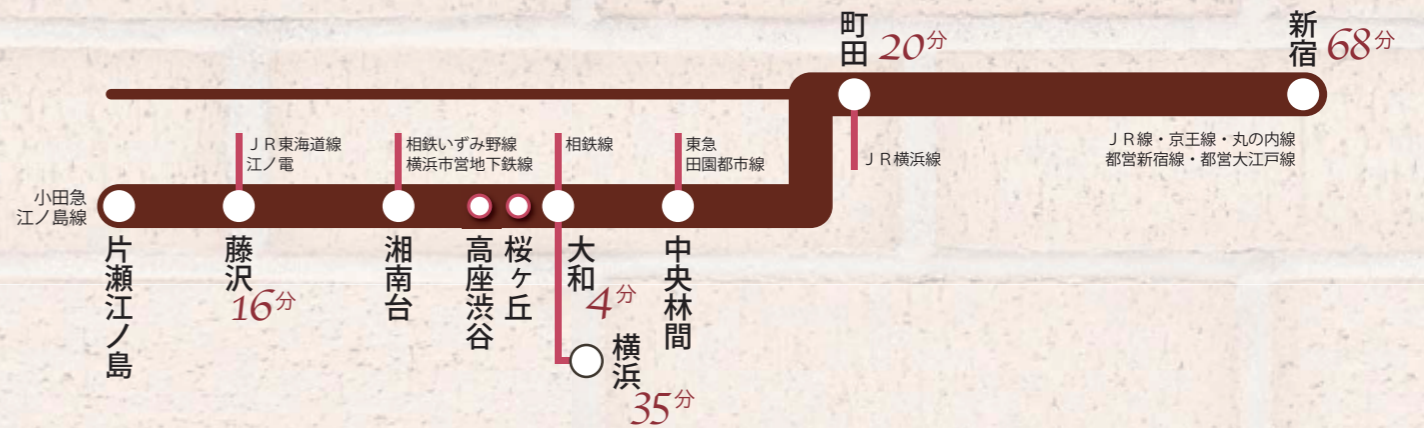 町田
20分
新宿
68分
JR東海道線
江ノ電
相鉄いずみ野線
横浜市営地下鉄線
相鉄線
東急
田園都市線
JR横浜線
JR線・京王線・丸の内線
都営新宿線・都営大江戸線
小田急
江ノ島線
片瀬江ノ島
藤沢
16分
湘南台
高座渋谷
桜ヶ丘
大和
4分
中央林間
横浜
35分